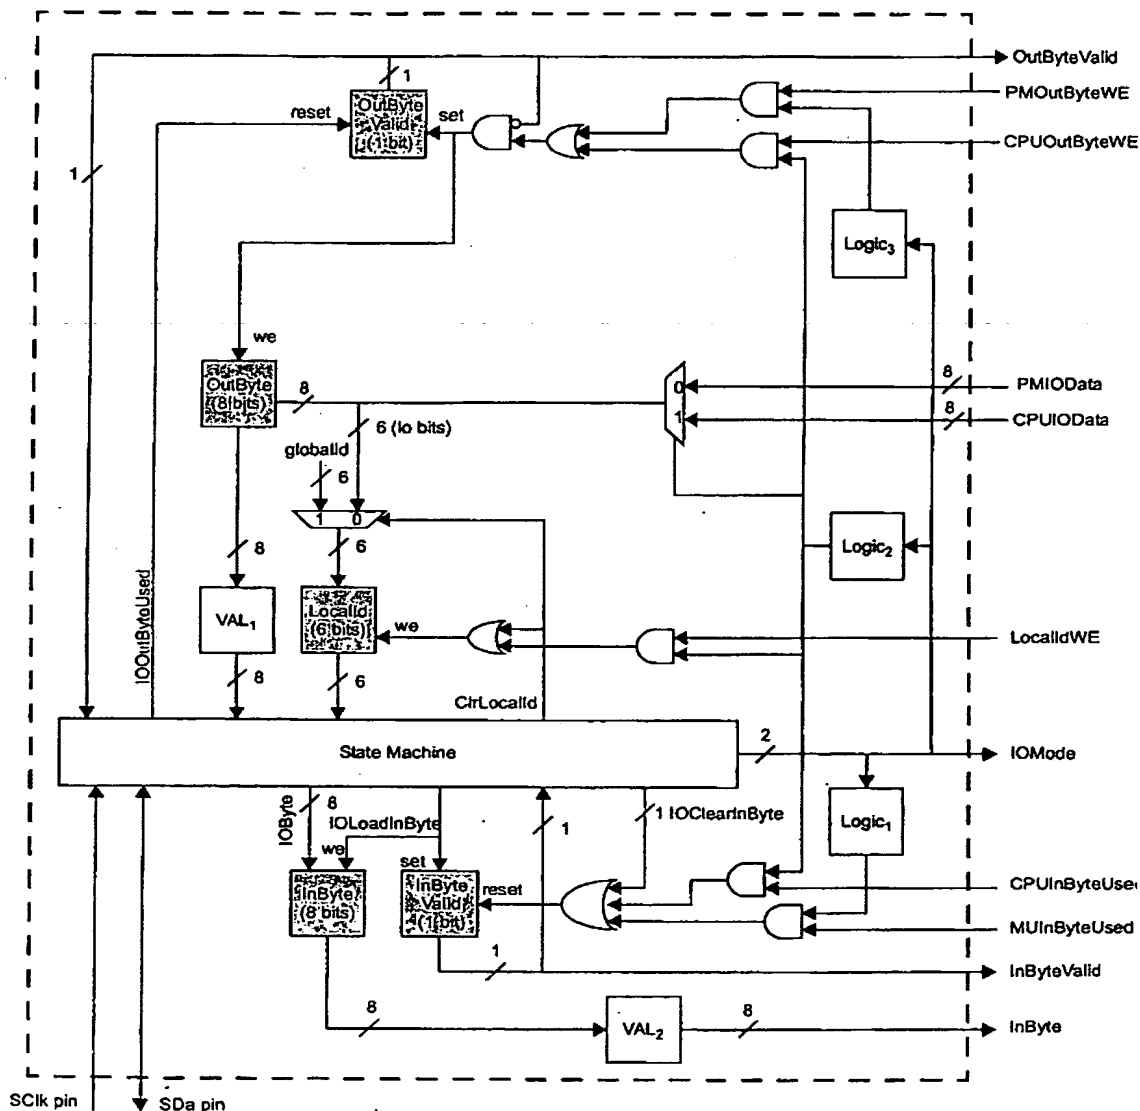 OutByteValid
1
PMOutByteWE
reset
OutByte
Valid
(1 bit)
set
CPUOutByteWE
1
Logic3
we
OutByte
(8 bits)
8
0
1
8
PMIOData
8
CPUIOData
6 (lo bits)
globalId
6
1 0
6
8
Logic2
VAL1
LocalId
(6 bits)
we
LocalIdWE
IOOutByteUsed
8
6
ClrLocalId
State Machine
2
IOMode
IOByte
8
IOLoadInByte
1
1 IOClearInByte
Logic1
we
set
InByte
(8 bits)
InByte
Valid
(1 bit)
reset
CPUInByteUse
MUInByteUsed
1
InByteValid
8
VAL2
8
InByte
SClk pin
SDa pin